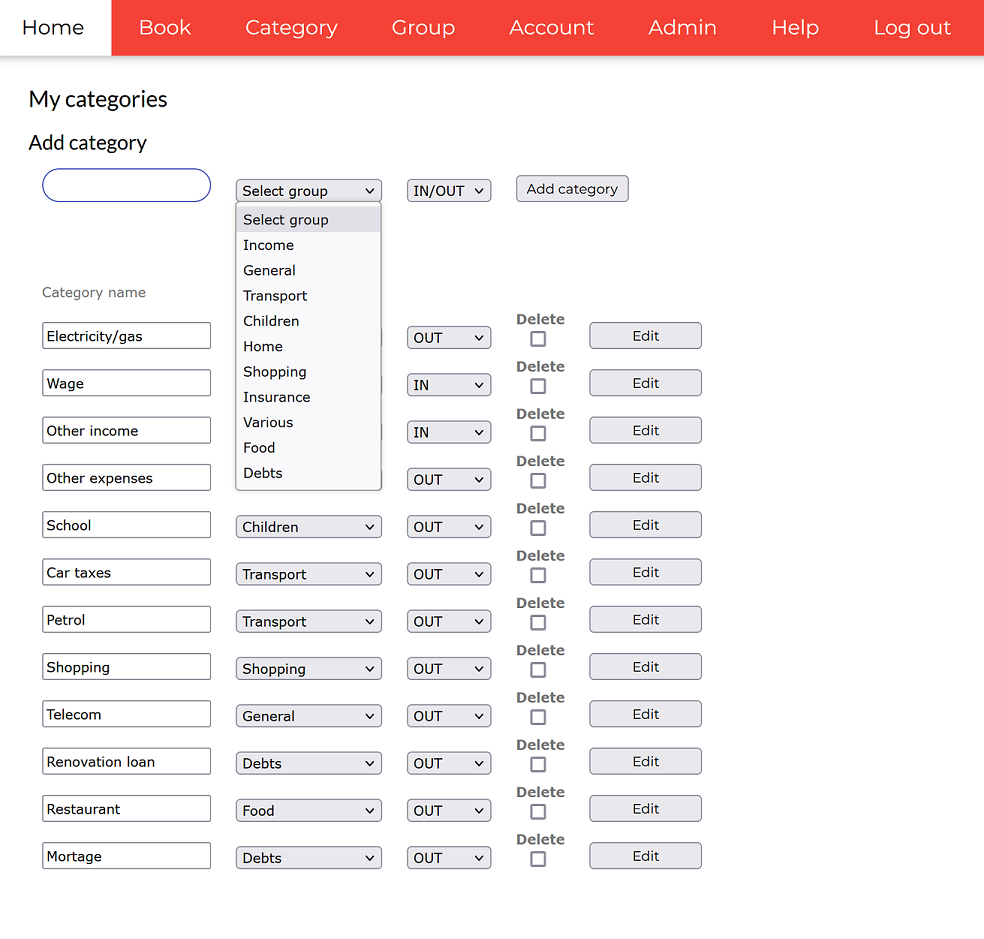 Home Book Category Group Account Admin Help Log out
My categories
Add category
Select group IN/OUT Add category
Select group
Income
General
Transport
Children
Home
Shopping
Insurance
Various
Food
Debts
Category name
Delete
Electricity/gas OUT Edit
Delete
Wage IN Edit
Delete
Other income IN Edit
Delete
Other expenses OUT Edit
Delete
School Children OUT Edit
Delete
Car taxes Transport OUT Edit
Delete
Petrol Transport OUT Edit
Delete
Shopping Shopping OUT Edit
Delete
Telecom General OUT Edit
Delete
Renovation loan Debts OUT Edit
Delete
Restaurant Food OUT Edit
Delete
Mortage Debts OUT Edit